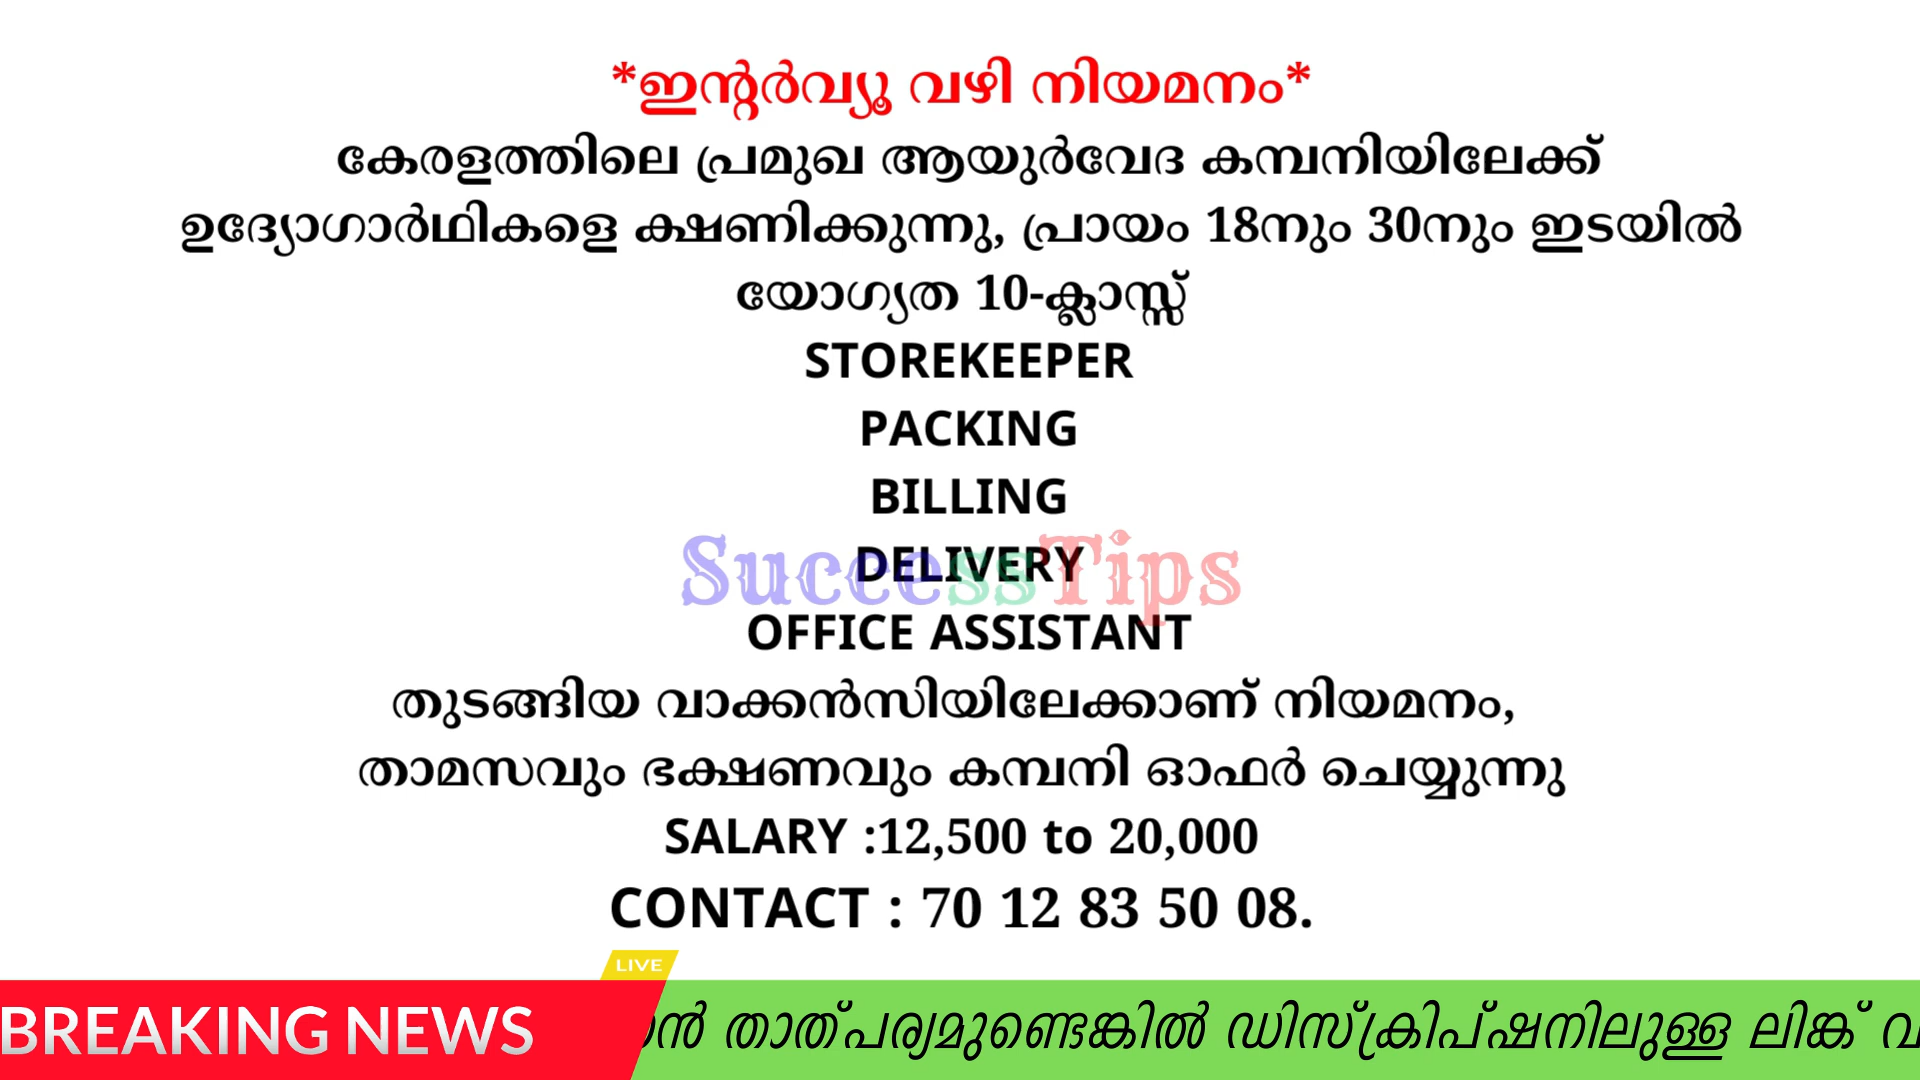 *ഇന്റർവ്യൂ വഴി നിയമനം*
കേരളത്തിലെ പ്രമുഖ ആയുർവേദ കമ്പനിയിലേക്ക്
ഉദ്യോഗാർഥികളെ ക്ഷണിക്കുന്നു, പ്രായം 18നും 30നും ഇടയിൽ
യോഗ്യത 10-ക്ലാസ്സ്
STOREKEEPER
PACKING
BILLING
DELIVERY
SuccessTips
OFFICE ASSISTANT
തുടങ്ങിയ വാക്കൻസിയിലേക്കാണ് നിയമനം,
താമസവും ഭക്ഷണവും കമ്പനി ഓഫർ ചെയ്യുന്നു
SALARY :12,500 to 20,000
CONTACT : 70 12 83 50 08.
LIVE
BREAKING NEWS
താത്പര്യമുണ്ടെങ്കിൽ ഡിസ്ക്രിപ്ഷനിലുള്ള ലിങ്ക്